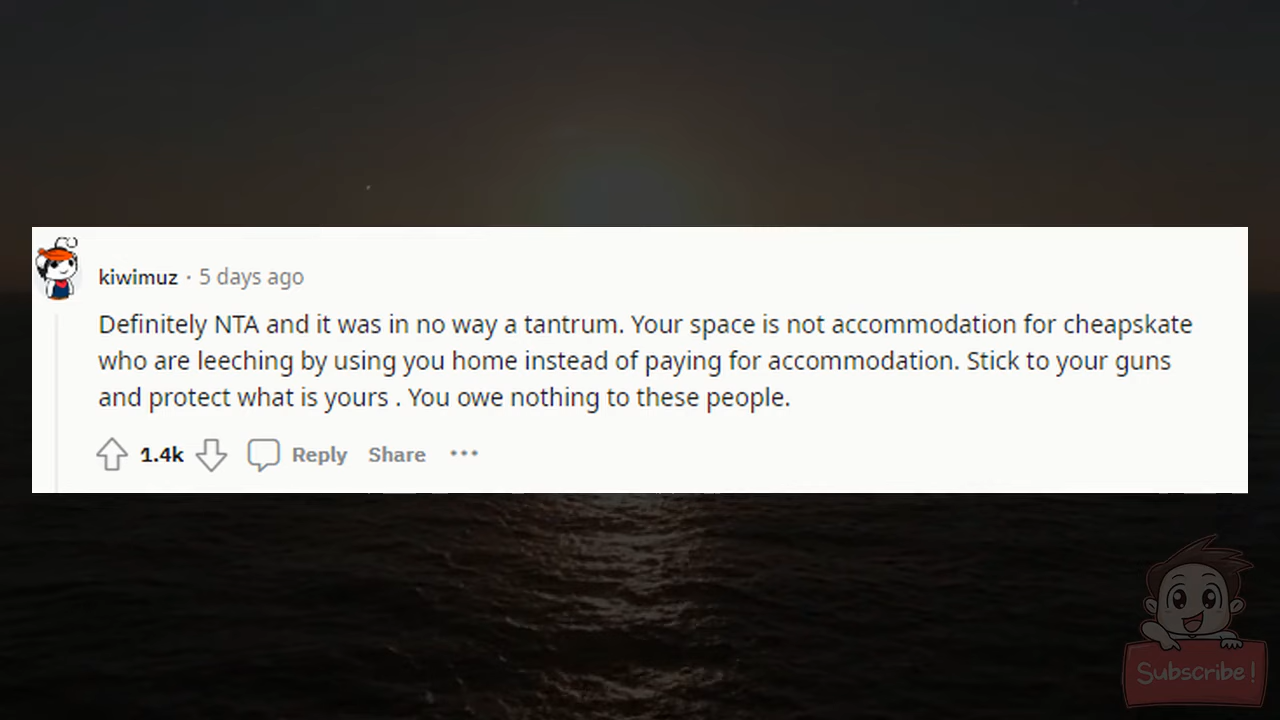 kiwimuz · 5 days ago
Definitely NTA and it was in no way a tantrum. Your space is not accommodation for cheapskate
who are leeching by using you home instead of paying for accommodation. Stick to your guns
and protect what is yours . You owe nothing to these people.
1.4k Reply Share ···
Subscribe!